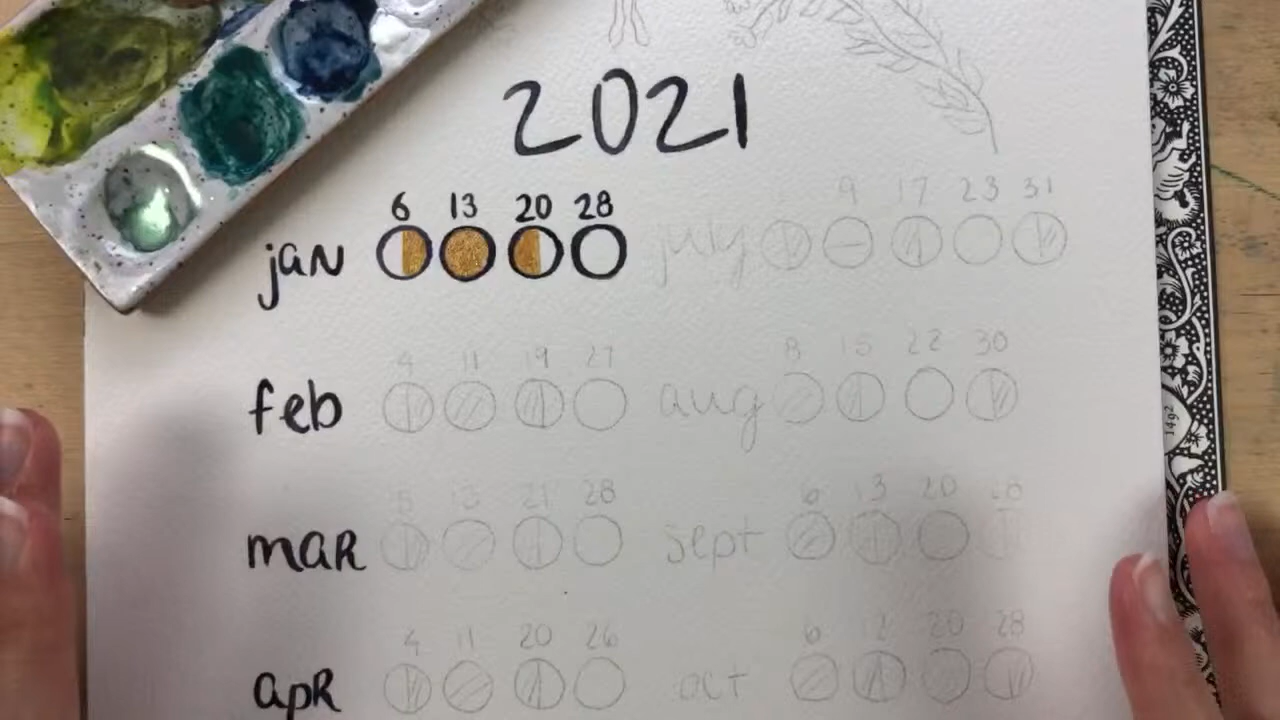 2021
6 13 20 28
jaN
9 17 23 31
july
4 11 19 27
feb
8 15 22 30
aug
13 21 28
maR
6 13 20
sept
4 11 20 26
apR
6 20 28
oct
14g2